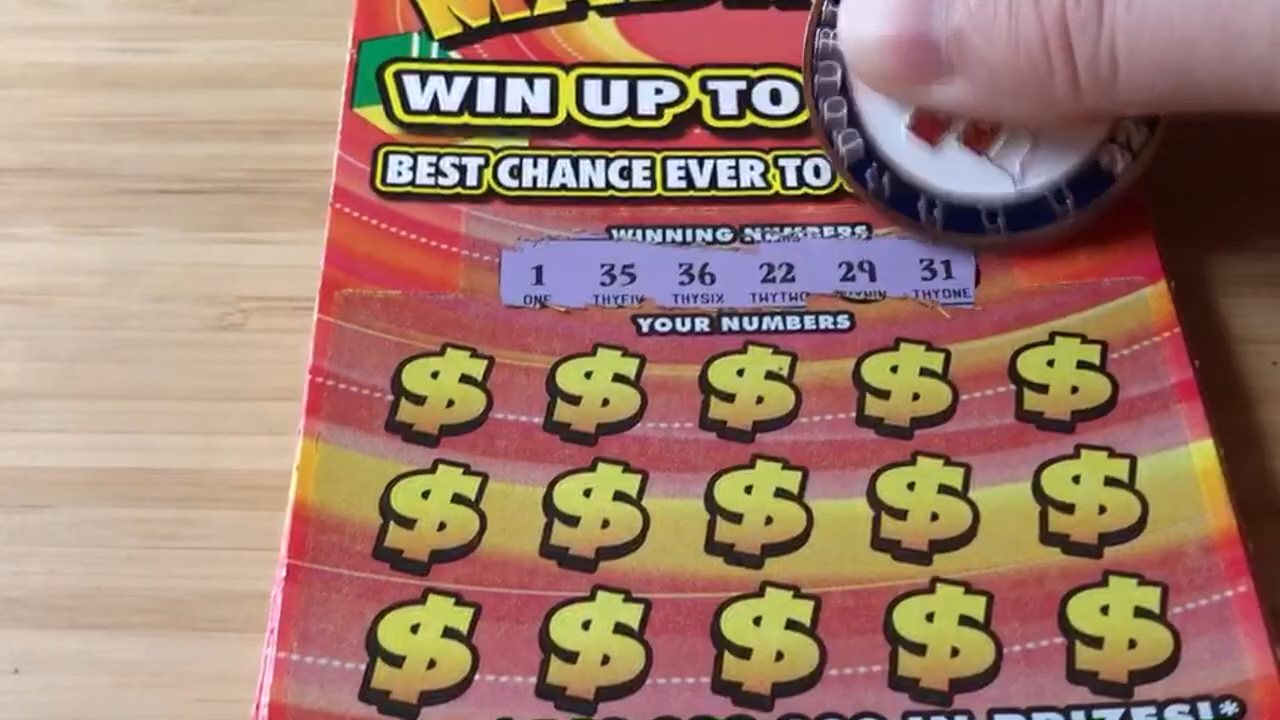 WIN UP TO
BEST CHANCE EVER TO
WINNING NUMBERS
1 35 36 22 29 31
ONE THYFIV THYSIX TWYTWO THYONE
YOUR NUMBERS
$ $ $ $ $
$ $ $ $ $
$ $ $ $ $
IN PRIZES!*